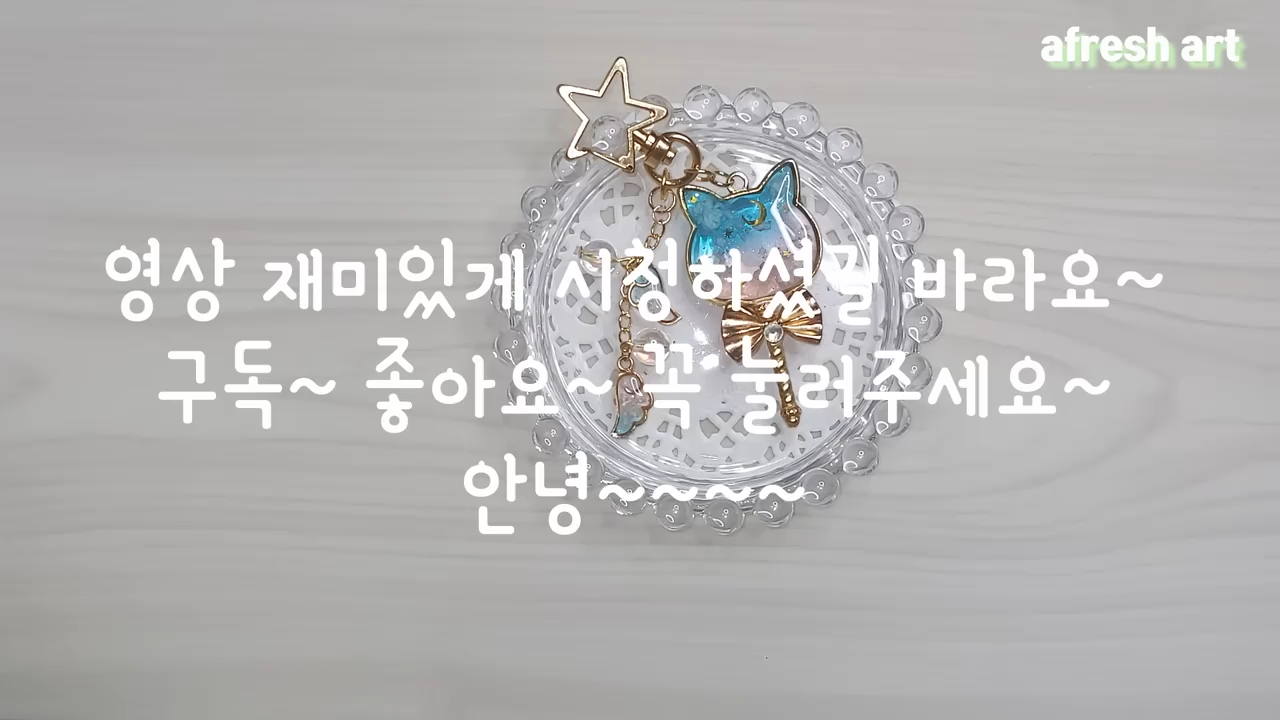 afresh art
영상 재미있게 시청하셨길 바라요~
구독~ 좋아요~ 꼭 눌러주세요~
안녕~~~~